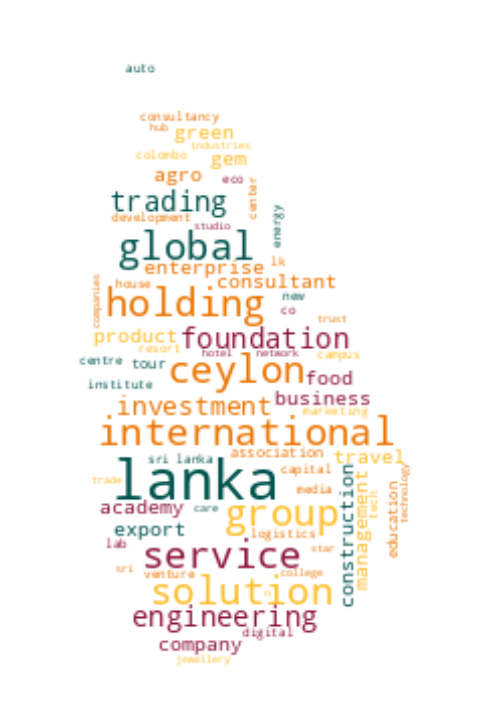 auto
consultancy
hub
green
industries
colombo
gem
agro
eco
center
trading
development
studio
energy
global
enterprise
lk
house
consultant
companies
holding
new
co
trust
product
foundation
resort
hotel
network
campus
centre
tour
ceylon
food
institute
business
investment
marketing
international
association
travel
sri lanka
lanka
capital
trade
media
construction
management
tech
education
technology
academy
care
group
export
logistics
lab
service
star
sri
venture
college
solution
n
engineering
digital
company
jewellery